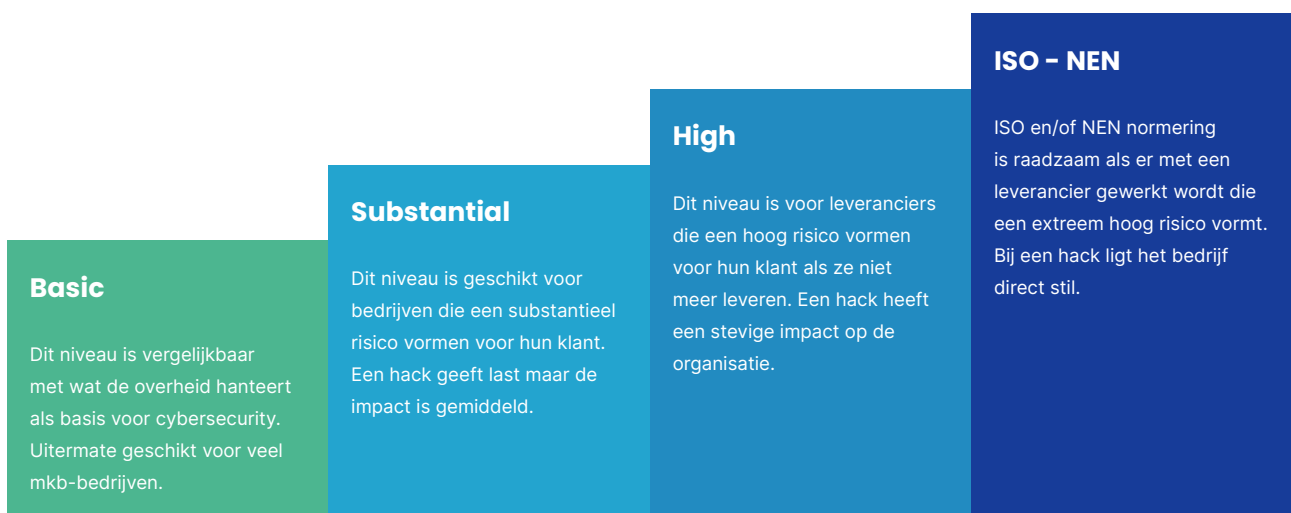 Basic
Dit niveau is vergelijkbaar
met wat de overheid hanteert
als basis voor cybersecurity.
Uitermate geschikt voor veel
mkb-bedrijven.
Substantial
Dit niveau is geschikt voor
bedrijven die een substantieel
risico vormen voor hun klant.
Een hack geeft last maar de
impact is gemiddeld.
High
Dit niveau is voor leveranciers
die een hoog risico vormen
voor hun klant als ze niet
meer leveren. Een hack heeft
een stevige impact op de
organisatie.
ISO - NEN
ISO en/of NEN normering
is raadzaam als er met een
leverancier gewerkt wordt die
een extreem hoog risico vormt.
Bij een hack ligt het bedrijf
direct stil.